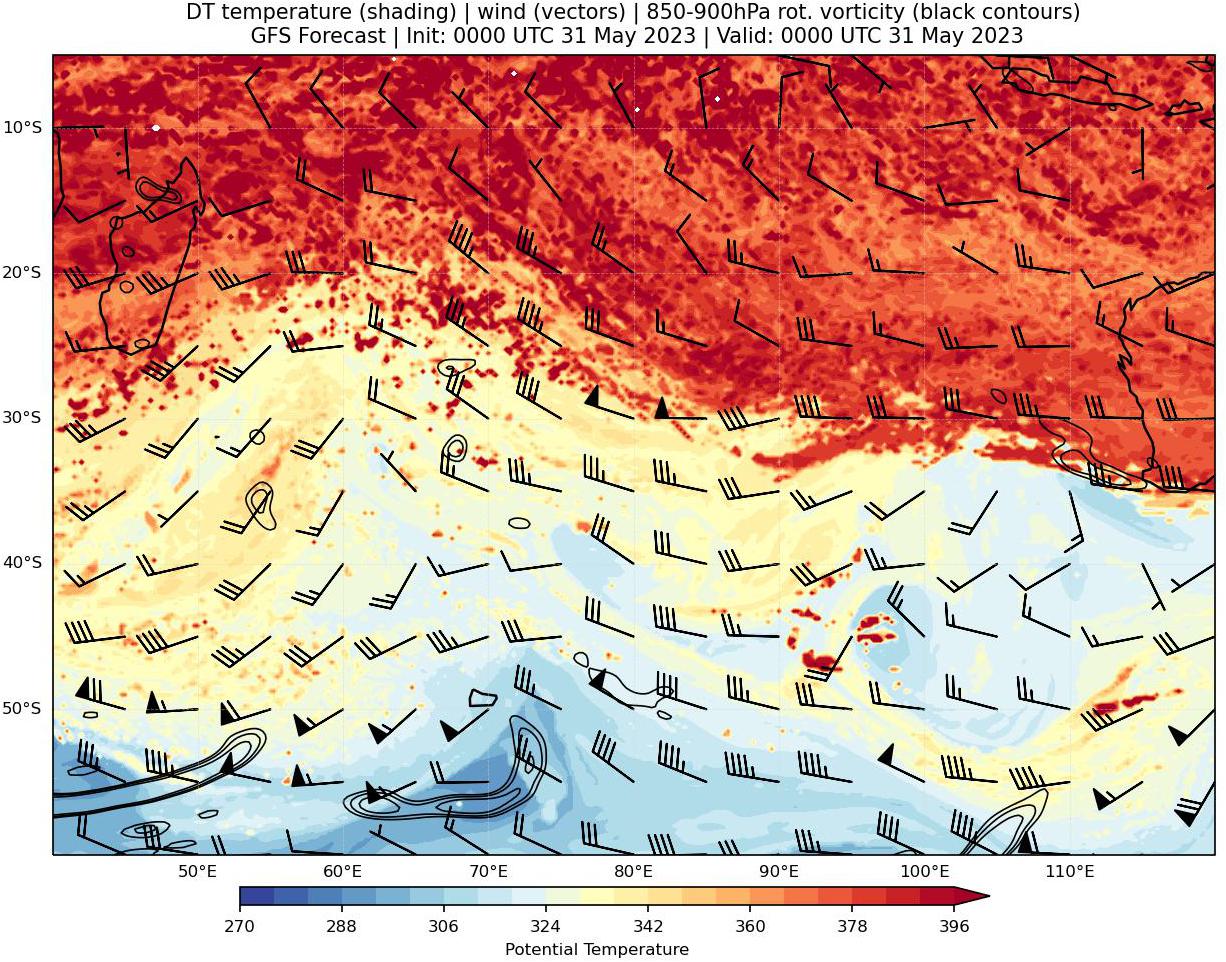 DT temperature (shading) | wind (vectors) | 850-900hPa rot. vorticity (black contours)
GFS Forecast | Init: 0000 UTC 31 May 2023 | Valid: 0000 UTC 31 May 2023
10°S
20°S
30°S
40°S
50°S
50°E 60°E 70°E 80°E 90°E 100°E 110°E
270 288 306 324 342 360 378 396
Potential Temperature